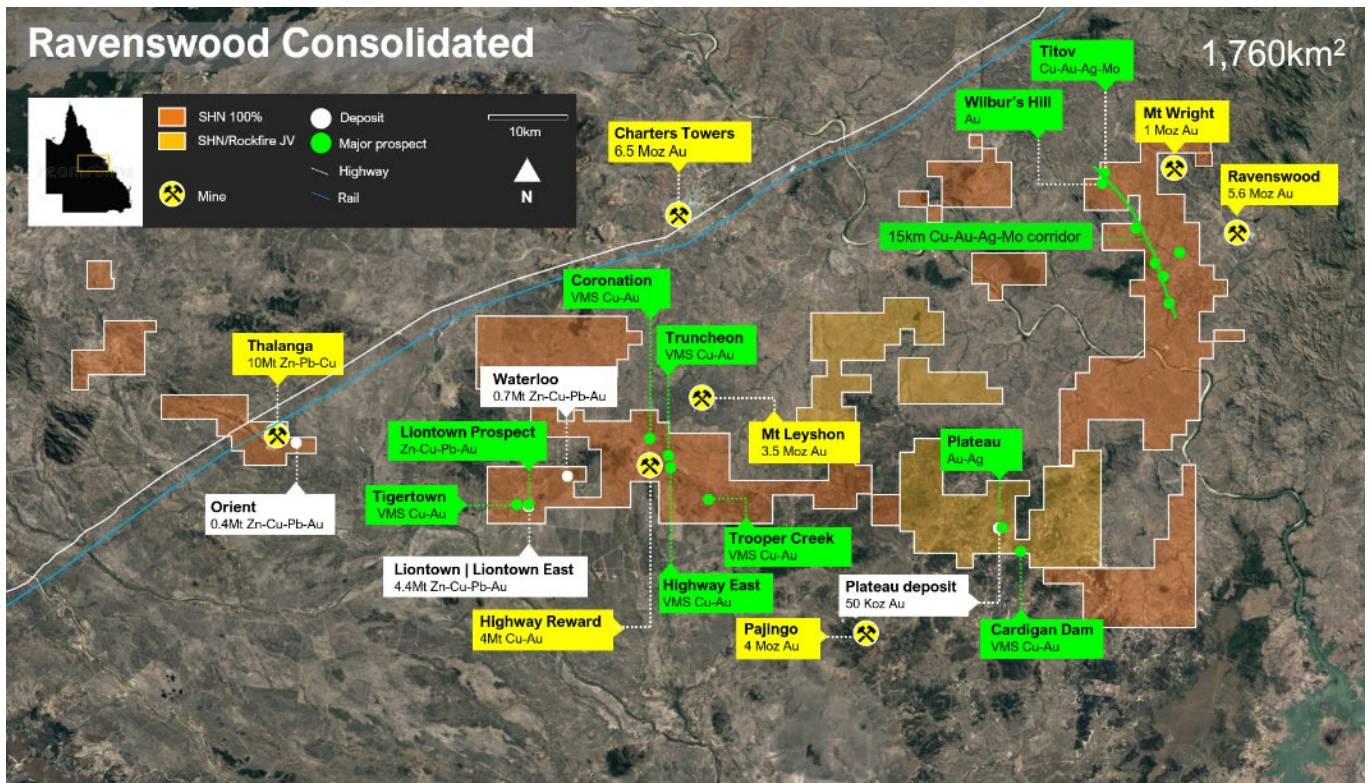 Ravenswood Consolidated
1,760km²
SHN 100%
SHN/Rockfire JV
Mine
Deposit
Major prospect
Highway
Rail
10km
N
Titov
Cu-Au-Ag-Mo
Wilbur's Hill
Au
Mt Wright
1 Moz Au
Charters Towers
6.5 Moz Au
Ravenswood
5.6 Moz Au
15km Cu-Au-Ag-Mo corridor
Coronation
VMS Cu-Au
Truncheon
VMS Cu-Au
Thalanga
10Mt Zn-Pb-Cu
Waterloo
0.7Mt Zn-Cu-Pb-Au
Mt Leyshon
3.5 Moz Au
Liontown Prospect
Zn-Cu-Pb-Au
Plateau
Au-Ag
Tigertown
VMS Cu-Au
Orient
0.4Mt Zn-Cu-Pb-Au
Trooper Creek
VMS Cu-Au
Liontown | Liontown East
4.4Mt Zn-Cu-Pb-Au
Highway East
VMS Cu-Au
Plateau deposit
50 Koz Au
Highway Reward
4Mt Cu-Au
Pajingo
4 Moz Au
Cardigan Dam
VMS Cu-Au